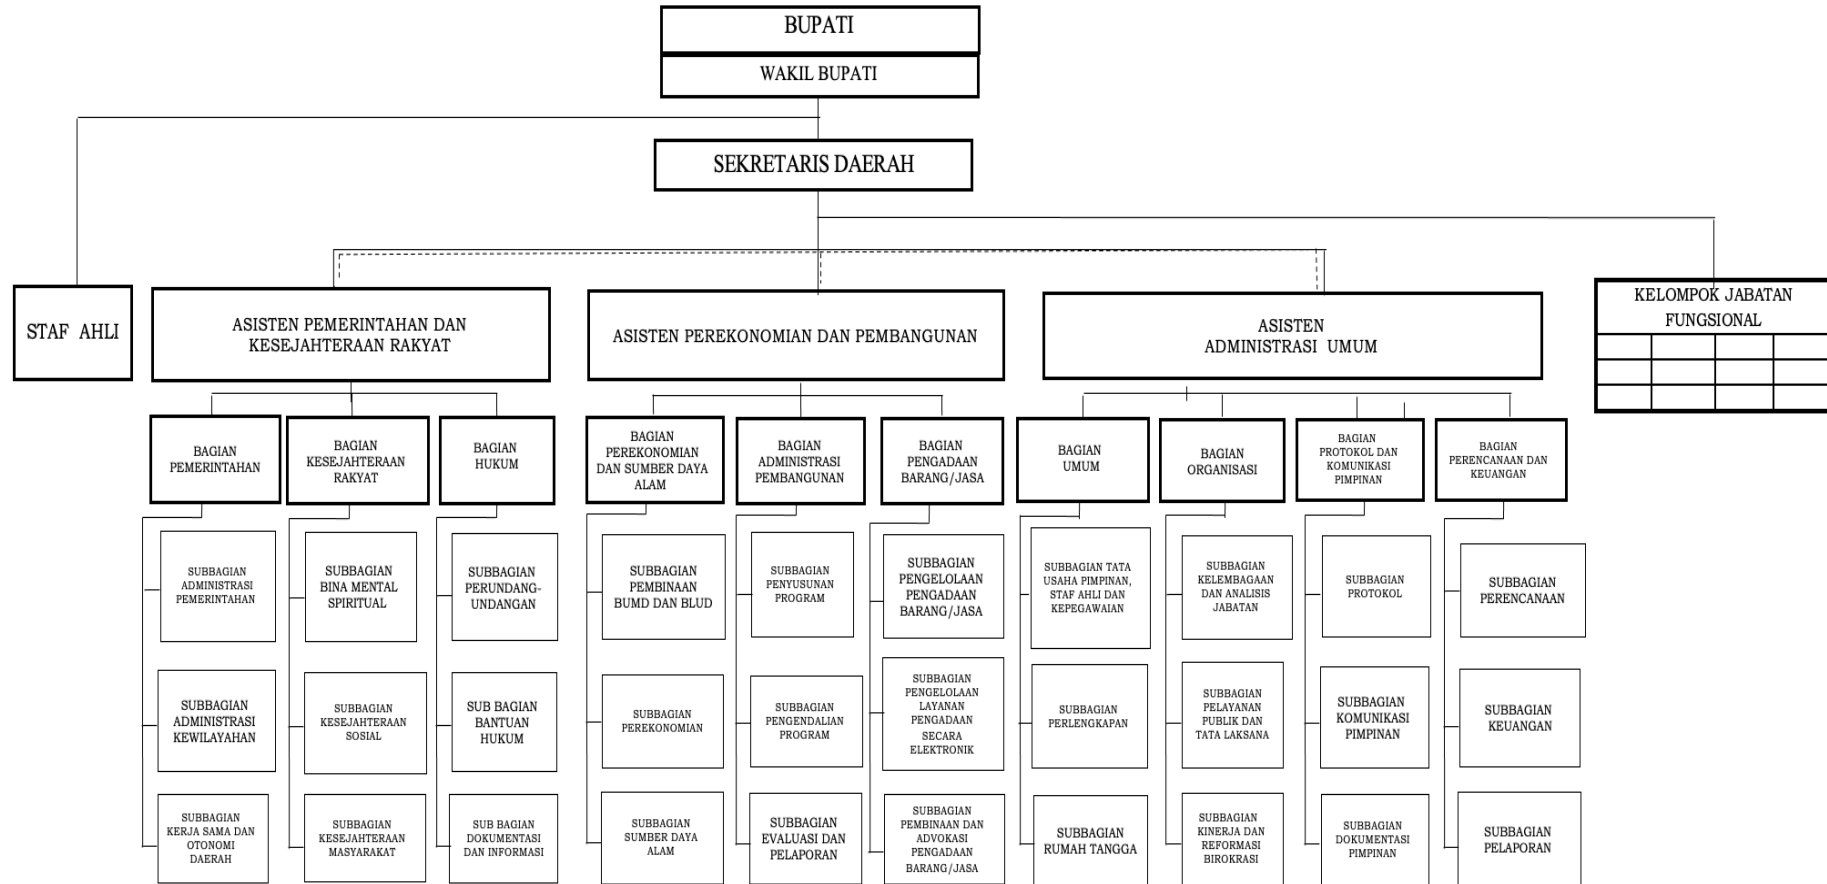 BUPATI
WAKIL BUPATI
SEKRETARIS DAERAH
STAF AHLI
ASISTEN PEMERINTAHAN DAN
KESEJAHTERAAN RAKYAT
ASISTEN PEREKONOMIAN DAN PEMBANGUNAN
ASISTEN
ADMINISTRASI UMUM
KELOMPOK JABATAN
FUNGSIONAL
BAGIAN
PEMERINTAHAN
BAGIAN
KESEJAHTERAAN
RAKYAT
BAGIAN
HUKUM
BAGIAN
PEREKONOMIAN
DAN SUMBER DAYA
ALAM
BAGIAN
ADMINISTRASI
PEMBANGUNAN
BAGIAN
PENGADAAN
BARANG/JASA
BAGIAN
UMUM
BAGIAN
ORGANISASI
BAGIAN
PROTOKOL DAN
KOMUNIKASI
PIMPINAN
BAGIAN
PERENCANAAN DAN
KEUANGAN
SUBBAGIAN
ADMINISTRASI
PEMERINTAHAN
SUBBAGIAN
BINA MENTAL
SPIRITUAL
SUBBAGIAN
PERUNDANG-
UNDANGAN
SUBBAGIAN
PEMBINAAN
BUMD DAN BLUD
SUBBAGIAN
PENYUSUNAN
PROGRAM
SUBBAGIAN
PENGELOLAAN
PENGADAAN
BARANG/JASA
SUBBAGIAN TATA
USAHA PIMPINAN,
STAF AHLI DAN
KEPEGAWAIAN
SUBBAGIAN
KELEMBAGAAN
DAN ANALISIS
JABATAN
SUBBAGIAN
PROTOKOL
SUBBAGIAN
PERENCANAAN
SUBBAGIAN
ADMINISTRASI
KEWILAYAHAN
SUBBAGIAN
KESEJAHTERAAN
SOSIAL
SUB BAGIAN
BANTUAN
HUKUM
SUBBAGIAN
PEREKONOMIAN
SUBBAGIAN
PENGENDALIAN
PROGRAM
SUBBAGIAN
PENGELOLAAN
LAYANAN
PENGADAAN
SECARA
ELEKTRONIK
SUBBAGIAN
PERLENGKAPAN
SUBBAGIAN
PELAYANAN
PUBLIK DAN
TATA LAKSANA
SUBBAGIAN
KOMUNIKASI
PIMPINAN
SUBBAGIAN
KEUANGAN
SUBBAGIAN
KERJA SAMA DAN
OTONOMI
DAERAH
SUBBAGIAN
KESEJAHTERAAN
MASYARAKAT
SUB BAGIAN
DOKUMENTASI
DAN INFORMASI
SUBBAGIAN
SUMBER DAYA
ALAM
SUBBAGIAN
EVALUASI DAN
PELAPORAN
SUBBAGIAN
PEMBINAAN DAN
ADVOKASI
PENGADAAN
BARANG/JASA
SUBBAGIAN
RUMAH TANGGA
SUBBAGIAN
KINERJA DAN
REFORMASI
BIROKRASI
SUBBAGIAN
DOKUMENTASI
PIMPINAN
SUBBAGIAN
PELAPORAN